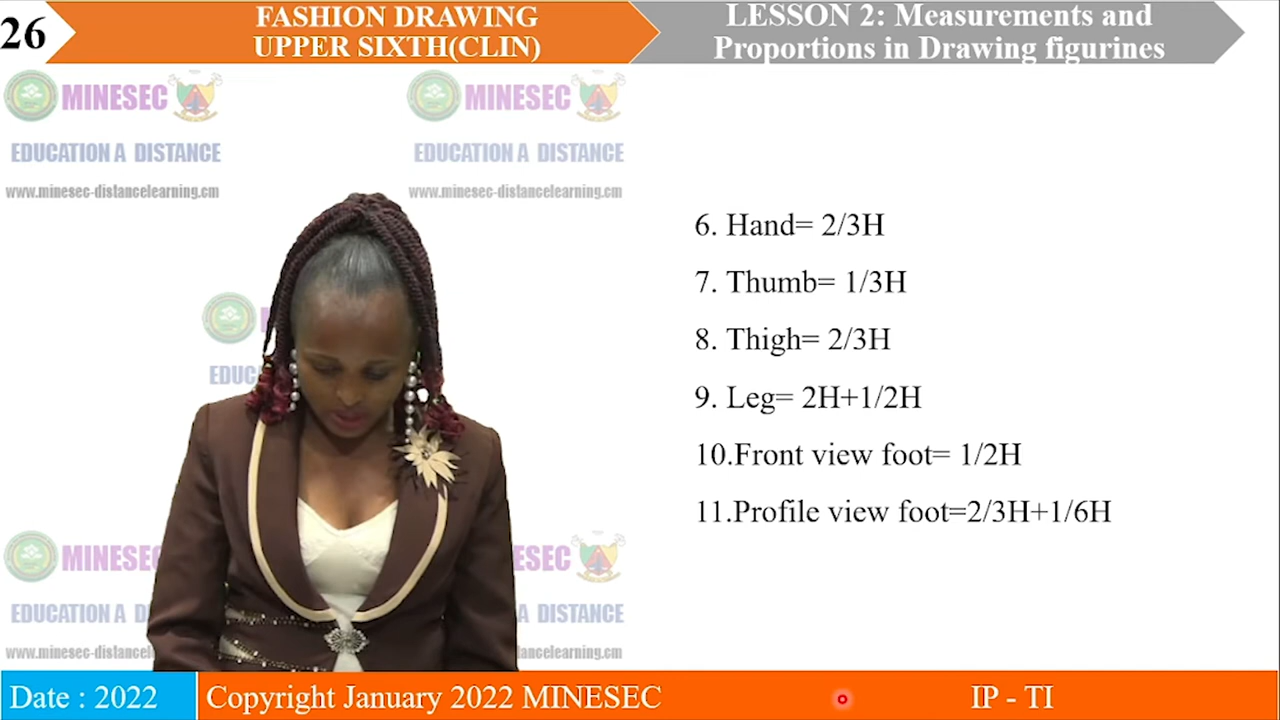 26
FASHION DRAWING
UPPER SIXTH(CLIN)
LESSON 2: Measurements and
Proportions in Drawing figurines
MINESEC
MINESEC
EDUCATION A DISTANCE
EDUCATION A DISTANCE
www.minesec-distancelearning.cm
www.minesec-distancelearning.cm
6. Hand= 2/3H
7. Thumb= 1/3H
8. Thigh= 2/3H
9. Leg= 2H+1/2H
10.Front view foot= 1/2H
11.Profile view foot=2/3H+1/6H
Date : 2022
Copyright January 2022 MINESEC
IP - TI